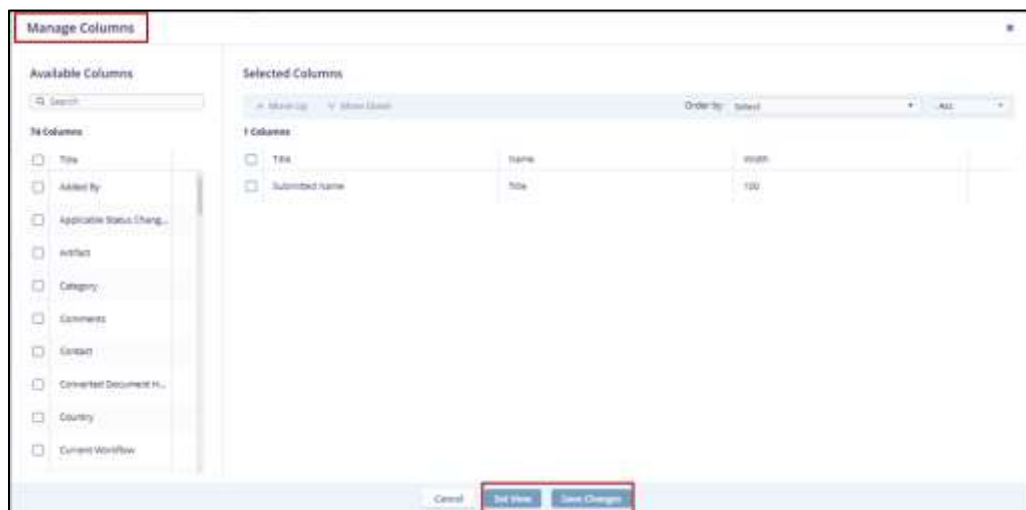 Manage Columns
Available Columns
Search
74 Columns
Title
Added By
Applicable Status Chang...
Artifact
Category
Comments
Contact
Converted Document H...
Country
Current Workflow
Selected Columns
Move Up Move Down Order by: Select Asc
1 Columns
Title Name Width
Submitted Name Title 100
Cancel Set View Save Changes